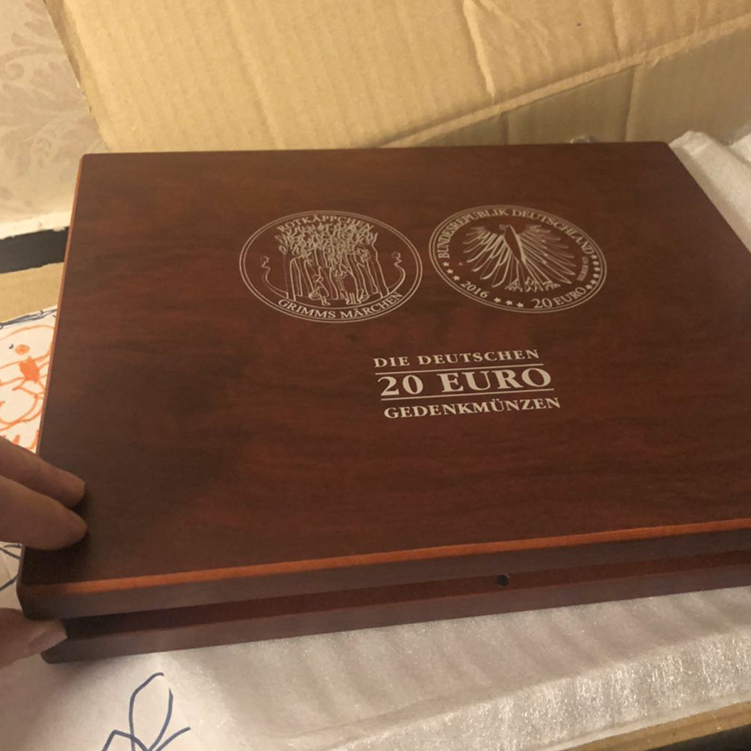 ROTKÄPPCHEN
GRIMMS MÄRCHEN
BUNDESREPUBLIK DEUTSCHLAND
2016
20 EURO
DIE DEUTSCHEN
20 EURO
GEDENKMÜNZEN